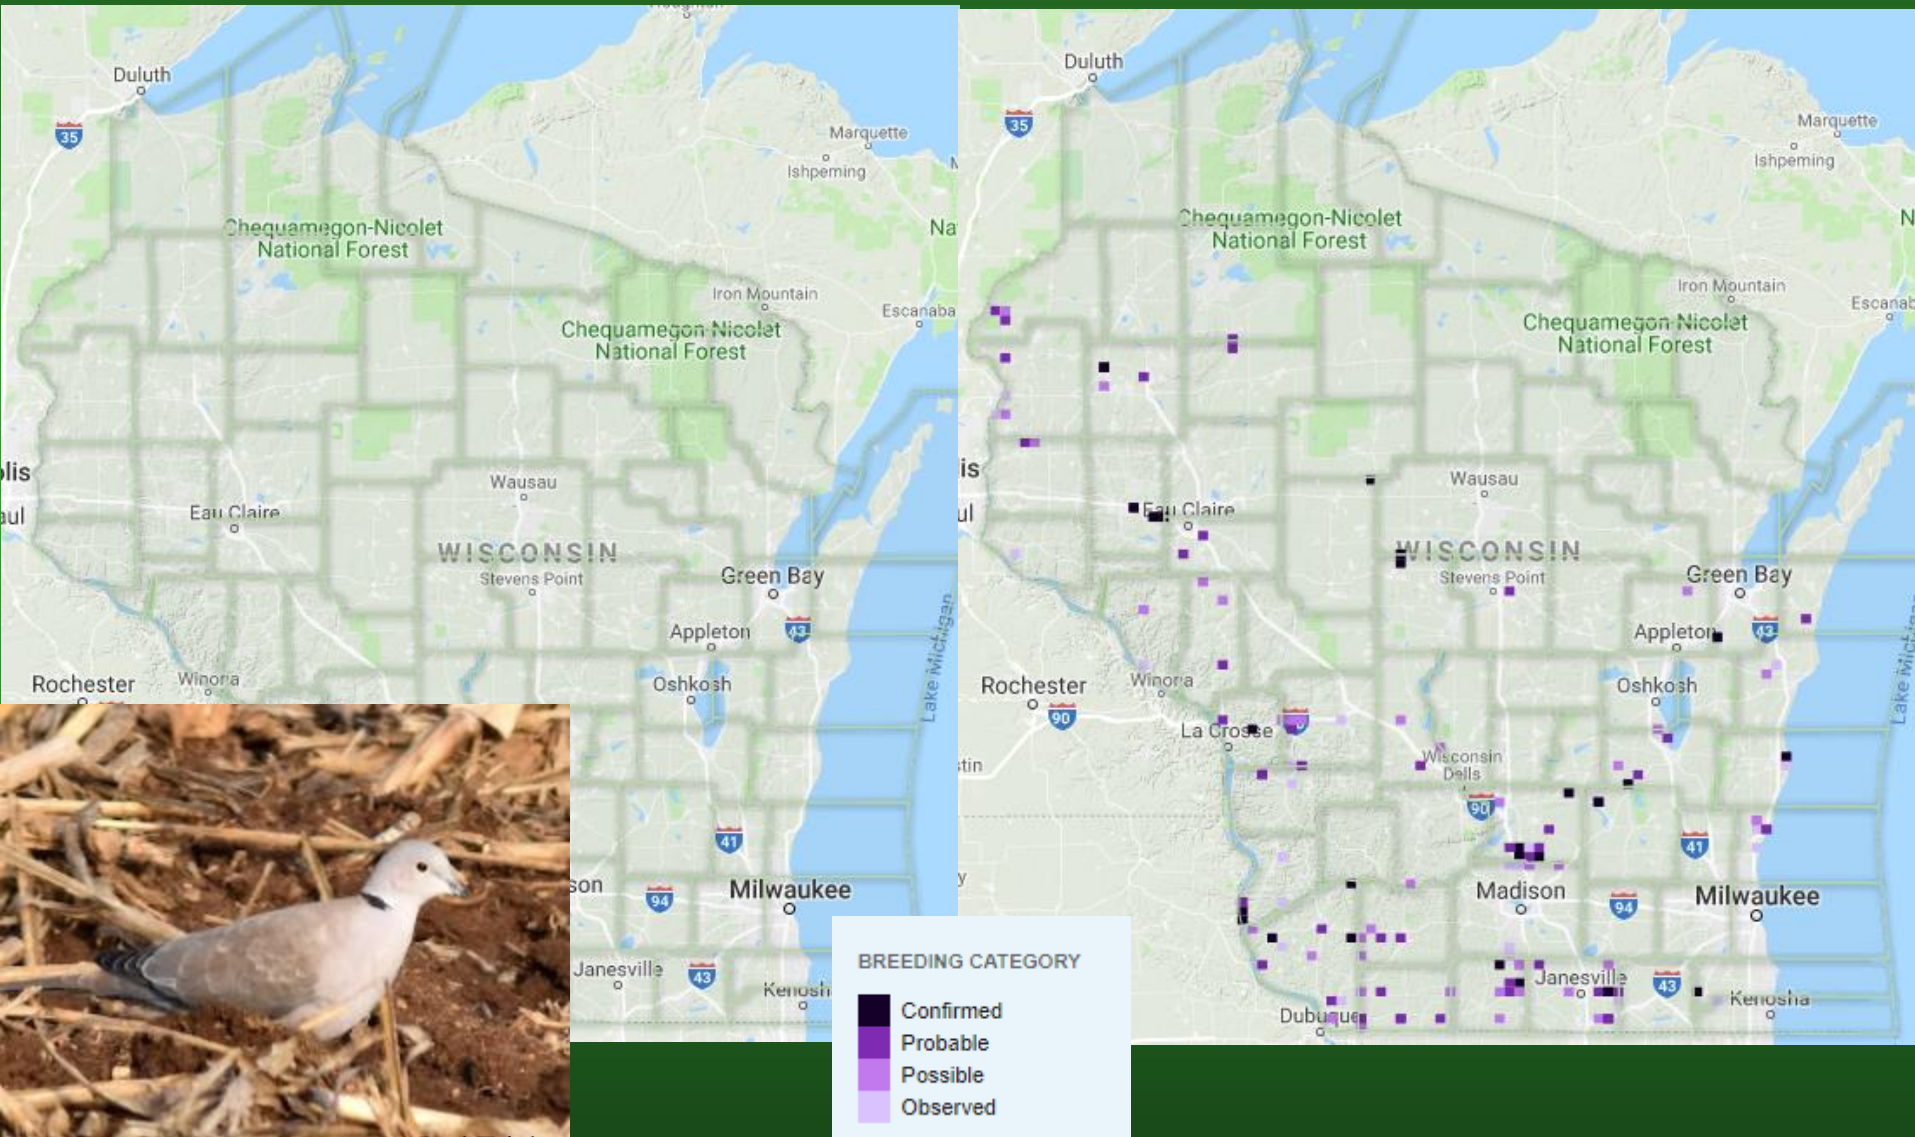 Duluth
35
Marquette
Ishpeming
Chequamegon-Nicolet
National Forest
Iron Mountain
Escanaba
Chequamegon-Nicolet
National Forest
Wausau
Eau Claire
WISCONSIN
Stevens Point
Green Bay
43
Appleton
Rochester
Winona
Oshkosh
Lake Michigan
41
94
Milwaukee
Janesville
43
Kenosh
Duluth
35
Marquette
Ishpeming
Chequamegon-Nicolet
National Forest
Iron Mountain
Escanab
Chequamegon-Nicolet
National Forest
Wausau
Eau Claire
WISCONSIN
Stevens Point
Green Bay
43
Appleton
Rochester
90
Winona
Oshkosh
La Crosse
Wisconsin
Dells
90
41
Madison
94
Milwaukee
Janesville
43
Kenosha
Dubuque
BREEDING CATEGORY
Confirmed
Probable
Possible
Observed